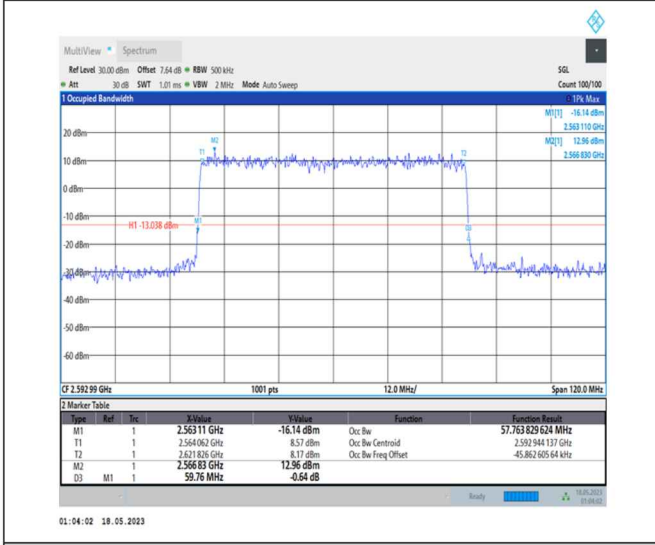 MultiView Spectrum
Ref Level 30.00 dBm Offset 7.64 dB RBW 500 kHz SGL
Att 30 dB SWT 1.01 ms VBW 2 MHz Mode Auto Sweep Count 100/100
1 Occupied Bandwidth 1Pk Max
M1[1] -16.14 dBm
2.563 110 GHz
M2[1] 12.96 dBm
2.566 830 GHz
20 dBm
M2
T1 T2
10 dBm
0 dBm
-10 dBm
M1
H1 -13.038 dBm
D3
-20 dBm
-30 dBm
-40 dBm
-50 dBm
-60 dBm
CF 2.592 99 GHz 1001 pts 12.0 MHz/ Span 120.0 MHz
2 Marker Table
Type Ref Trc X-Value Y-Value Function Function Result
M1 1 2.563 11 GHz -16.14 dBm Occ Bw 57.763 829 624 MHz
T1 1 2.564 062 GHz 8.57 dBm Occ Bw Centroid 2.592 944 137 GHz
T2 1 2.621 826 GHz 8.17 dBm Occ Bw Freq Offset -45.862 605 64 kHz
M2 1 2.566 83 GHz 12.96 dBm
D3 M1 1 59.76 MHz -0.64 dB
Ready 18.05.2023
01:04:02
01:04:02 18.05.2023